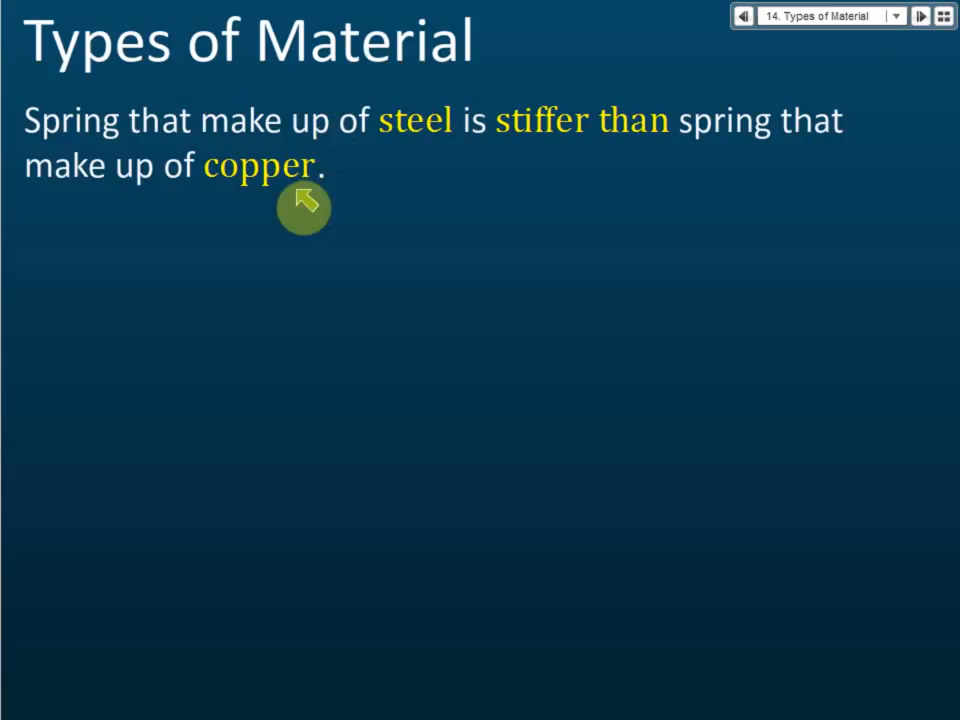 14. Types of Material
Types of Material
Spring that make up of steel is stiffer than spring that
make up of copper.